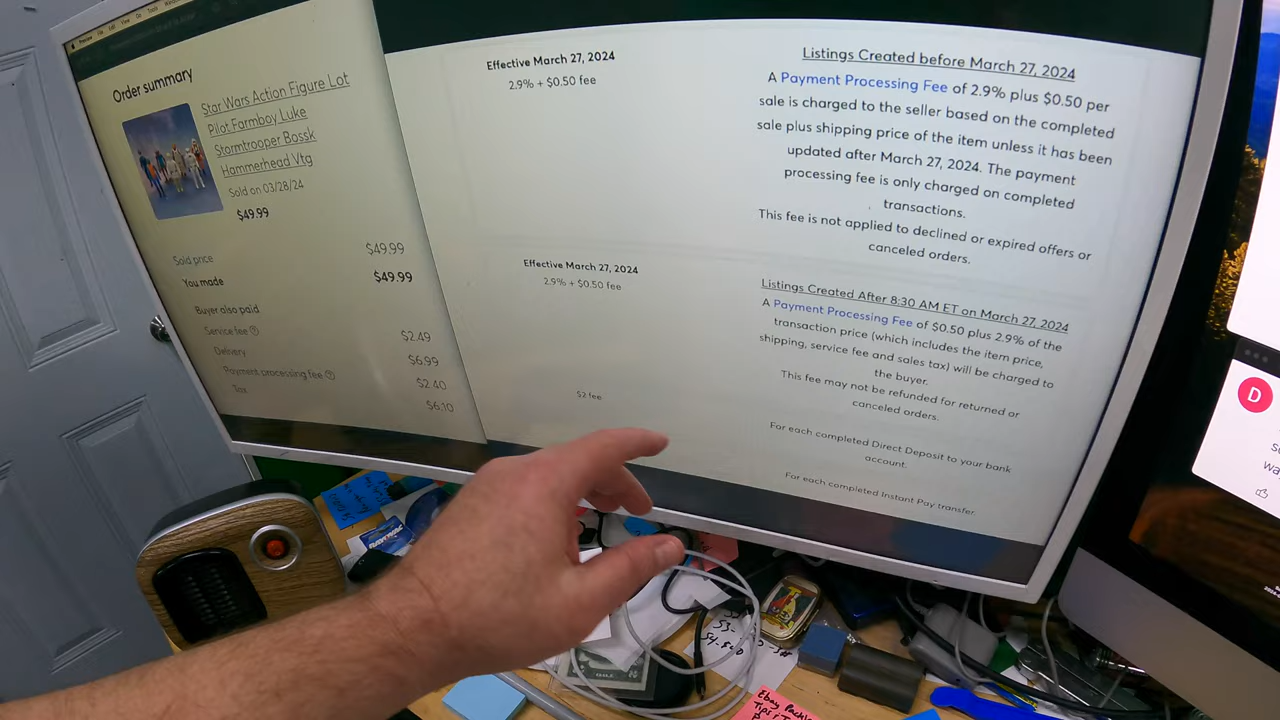 Order summary
Star Wars Action Figure Lot
Pilot Farmboy Luke
Stormtrooper Bossk
Hammerhead Vtg
Sold on 03/28/24
$49.99
Sold price $49.99
You made $49.99
Buyer also paid
Service fee $2.49
Delivery $6.99
Payment processing fee $2.40
Tax $6.10
Effective March 27, 2024
2.9% + $0.50 fee
Effective March 27, 2024
2.9% + $0.50 fee
$2 fee
Listings Created before March 27, 2024
A Payment Processing Fee of 2.9% plus $0.50 per
sale is charged to the seller based on the completed
sale plus shipping price of the item unless it has been
updated after March 27, 2024. The payment
processing fee is only charged on completed
transactions.
This fee is not applied to declined or expired offers or
canceled orders.
Listings Created After 8:30 AM ET on March 27, 2024
A Payment Processing Fee of $0.50 plus 2.9% of the
transaction price (which includes the item price,
shipping, service fee and sales tax) will be charged to
the buyer.
This fee may not be refunded for returned or
canceled orders.
For each completed Direct Deposit to your bank
account.
For each completed Instant Pay transfer.
D
RAYOVAC
Ebay